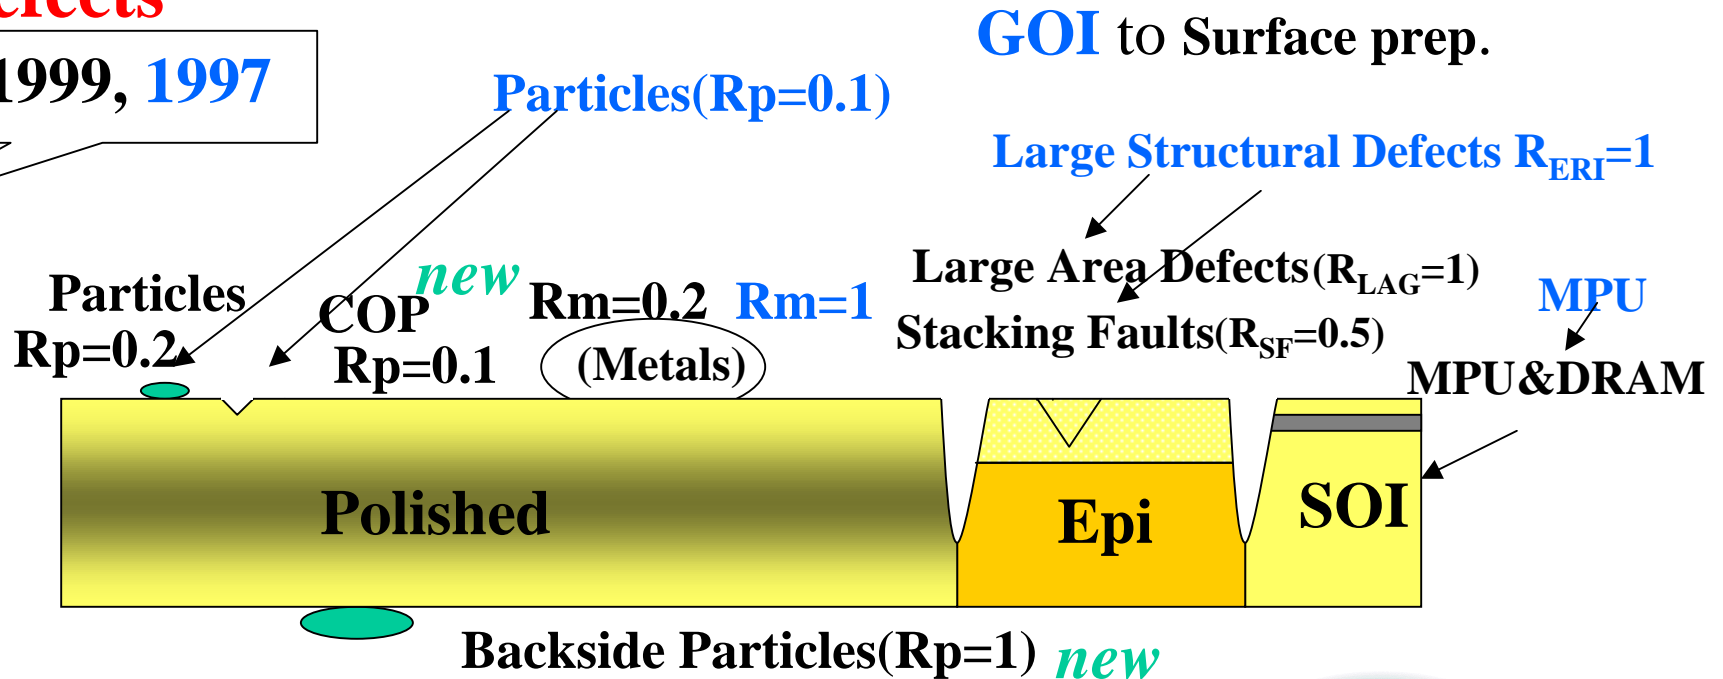 1999, 1997
GOI to Surface prep.
Particles(Rp=0.1)
Large Structural Defects RERI=1
Large Area Defects(RLAG=1)
Stacking Faults(RSF=0.5)
MPU
MPU&DRAM
Particles
Rp=0.2
COP new
Rp=0.1
Rm=0.2 Rm=1
(Metals)
Polished
Epi
SOI
Backside Particles(Rp=1) new